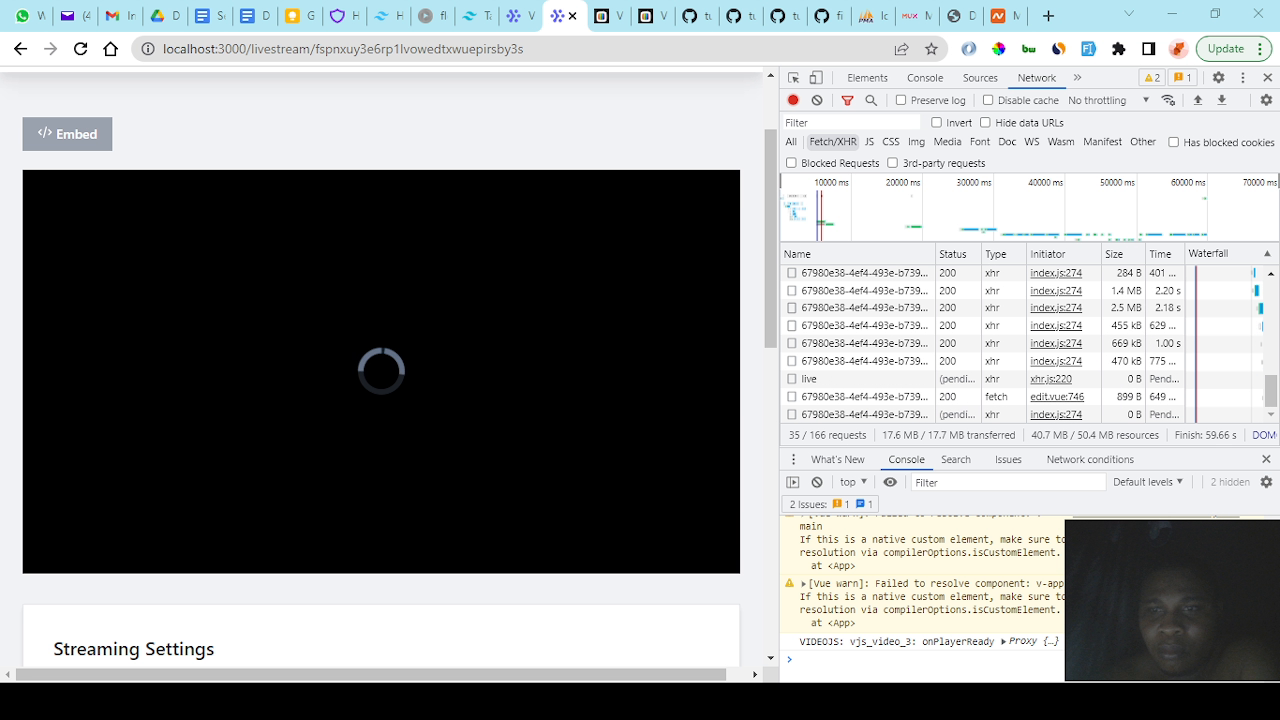 (4
In
D
S
D
G
H
H
fl
Ta
V
V
V
tu
tu
tu
fi
Ic
MUX
M
D
M
localhost:3000/livestream/fspnxuy3e6rp1lvowedtxwuepirsby3s
Update
</> Embed
Streaming Settings
Elements Console Sources Network » 2 1
Preserve log Disable cache No throttling
Filter Invert Hide data URLs
All Fetch/XHR JS CSS Img Media Font Doc WS Wasm Manifest Other Has blocked cookies
Blocked Requests 3rd-party requests
10000 ms 20000 ms 30000 ms 40000 ms 50000 ms 60000 ms 70000 ms
Name Status Type Initiator Size Time Waterfall
67980e38-4ef4-493e-b739... 200 xhr index.js:274 284 B 401 ...
67980e38-4ef4-493e-b739... 200 xhr index.js:274 1.4 MB 2.20 s
67980e38-4ef4-493e-b739... 200 xhr index.js:274 2.5 MB 2.18 s
67980e38-4ef4-493e-b739... 200 xhr index.js:274 455 kB 629 ...
67980e38-4ef4-493e-b739... 200 xhr index.js:274 669 kB 1.00 s
67980e38-4ef4-493e-b739... 200 xhr index.js:274 470 kB 775 ...
live (pendi... xhr xhr.js:220 0 B Pend...
67980e38-4ef4-493e-b739... 200 fetch edit.vue:746 899 B 649 ...
67980e38-4ef4-493e-b739... (pendi... xhr index.js:274 0 B Pend...
35 / 166 requests 17.6 MB / 17.7 MB transferred 40.7 MB / 50.4 MB resources Finish: 59.66 s DOM
What's New Console Search Issues Network conditions
top Filter Default levels 2 hidden
2 Issues: 1 1
[Vue warn]: Failed to resolve component: v-
main
If this is a native custom element, make sure to
resolution via compilerOptions.isCustomElement.
at <App>
[Vue warn]: Failed to resolve component: v-app
If this is a native custom element, make sure to
resolution via compilerOptions.isCustomElement.
at <App>
VIDEOJS: vjs_video_3: onPlayerReady Proxy {…}